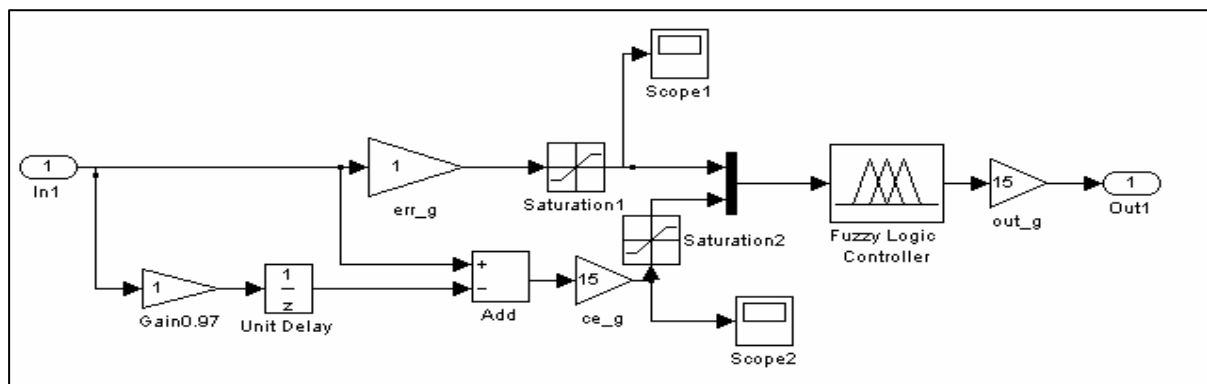 Scope1
1
In1
1
err_g
Saturation1
Saturation2
Fuzzy Logic
Controller
15
out_g
1
Out1
1
Gain0.97
1
z
Unit Delay
+
−
Add
15
ce_g
Scope2